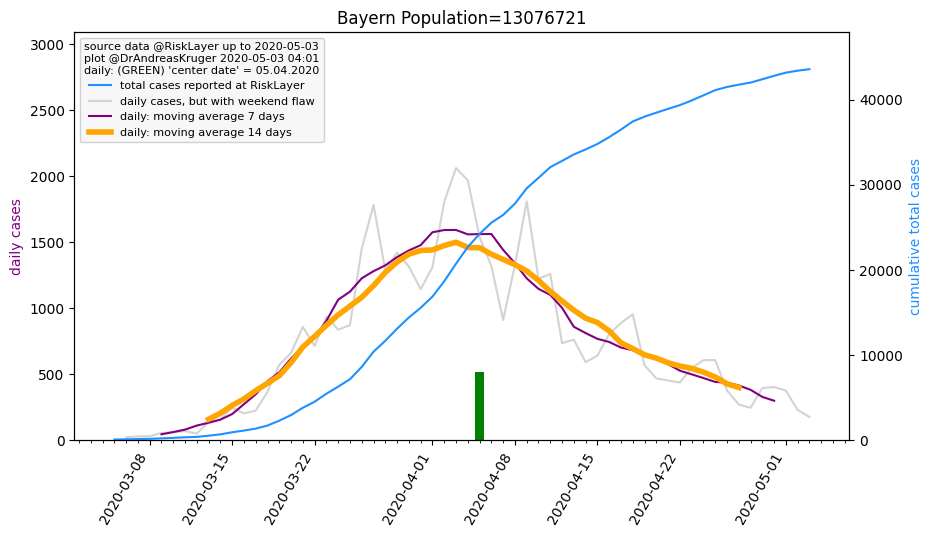 Bayern Population=13076721
source data @RiskLayer up to 2020-05-03
plot @DrAndreasKruger 2020-05-03 04:01
daily: (GREEN) 'center date' = 05.04.2020
total cases reported at RiskLayer
daily cases, but with weekend flaw
daily: moving average 7 days
daily: moving average 14 days
daily cases
3000
2500
2000
1500
1000
500
0
cumulative total cases
40000
30000
20000
10000
0
2020-03-08
2020-03-15
2020-03-22
2020-04-01
2020-04-08
2020-04-15
2020-04-22
2020-05-01